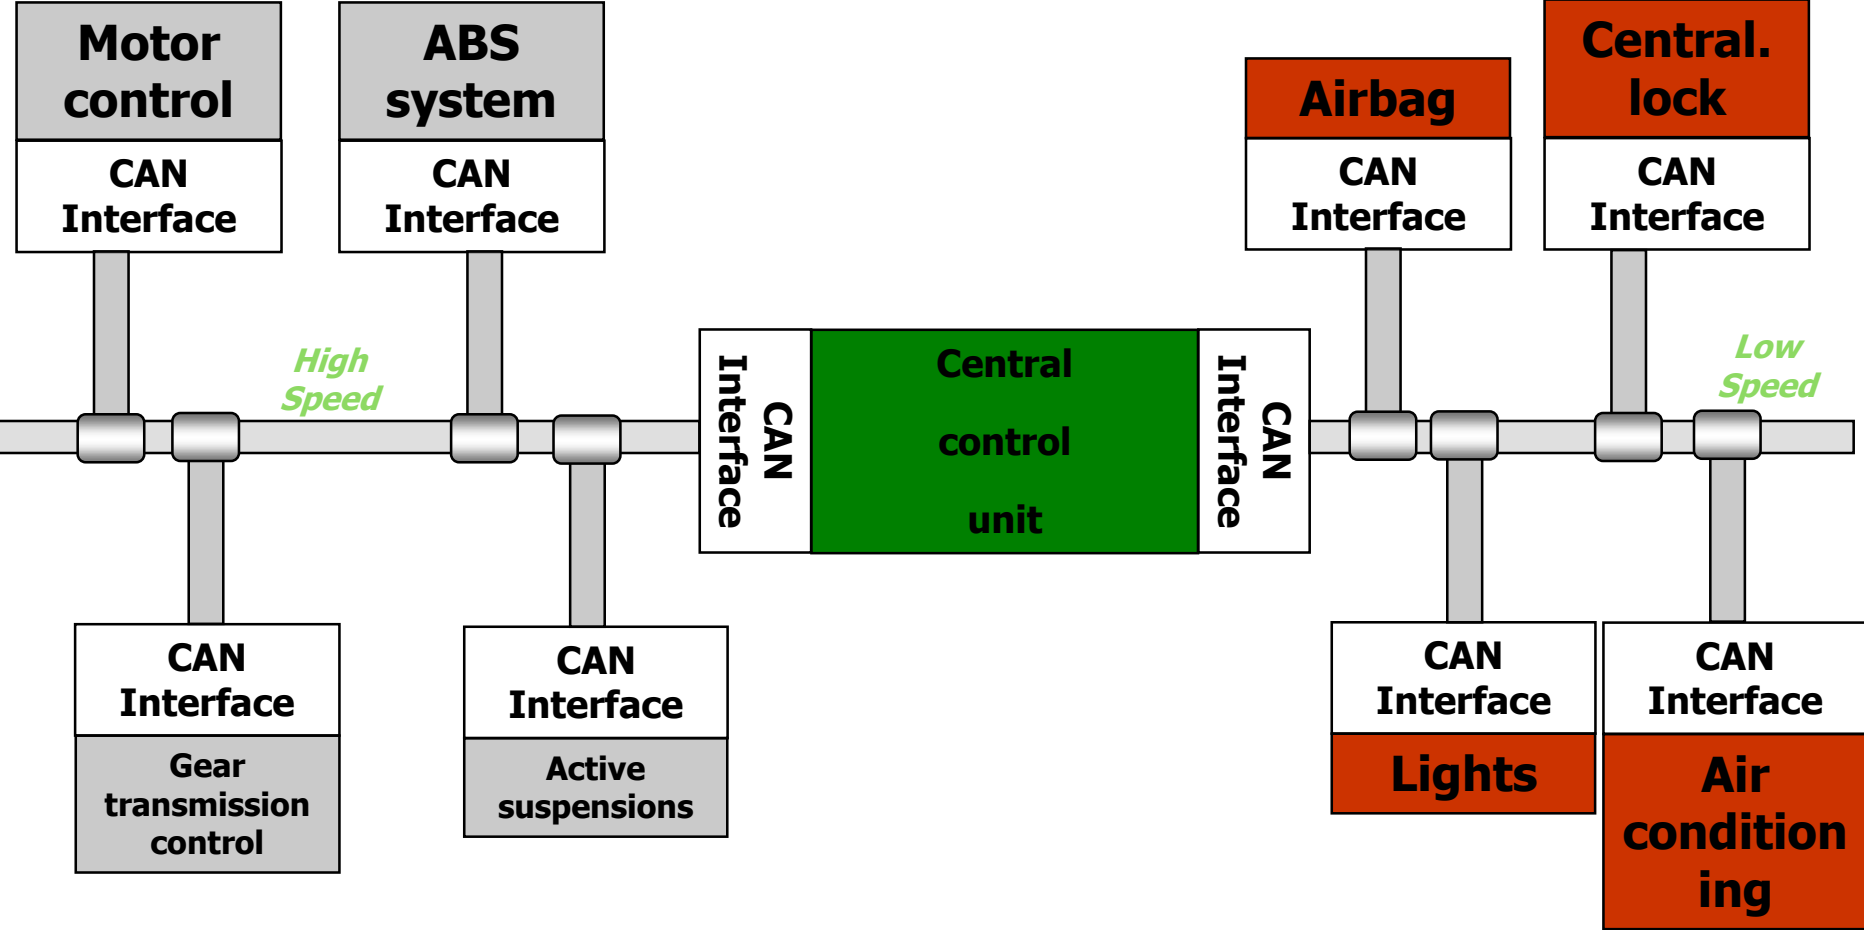 Motor
control
CAN
Interface
ABS
system
CAN
Interface
Airbag
CAN
Interface
Central.
lock
CAN
Interface
High
Speed
Low
Speed
CAN
Interface
Central
control
unit
CAN
Interface
CAN
Interface
Gear
transmission
control
CAN
Interface
Active
suspensions
CAN
Interface
Lights
CAN
Interface
Air
condition
ing